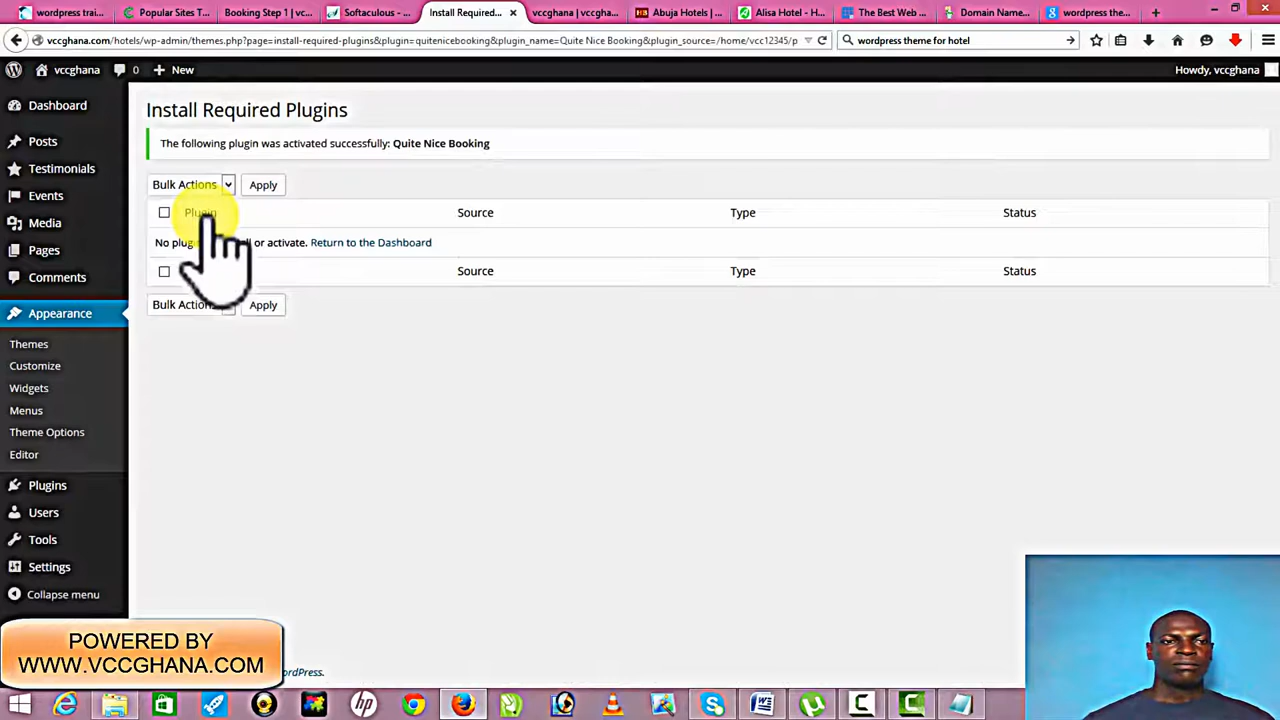 wordpress trai...
Popular Sites T...
Booking Step 1 | vc...
Softaculous - ...
Install Required...
vccghana | vccgha...
Abuja Hotels | ...
Alisa Hotel - H...
The Best Web ...
Domain Name...
wordpress the...
vccghana.com/hotels/wp-admin/themes.php?page=install-required-plugins&plugin=quitenicebooking&plugin_name=Quite Nice Booking&plugin_source=/home/vcc12345/p
wordpress theme for hotel
vccghana
0
New
Howdy, vccghana
Dashboard
Posts
Testimonials
Events
Media
Pages
Comments
Appearance
Themes
Customize
Widgets
Menus
Theme Options
Editor
Plugins
Users
Tools
Settings
Collapse menu
Install Required Plugins
The following plugin was activated successfully: Quite Nice Booking
Bulk Actions
Apply
Plugin Source Type Status
No or activate. Return to the Dashboard
Source Type Status
Bulk Apply
POWERED BY
WWW.VCCGHANA.COM
hp